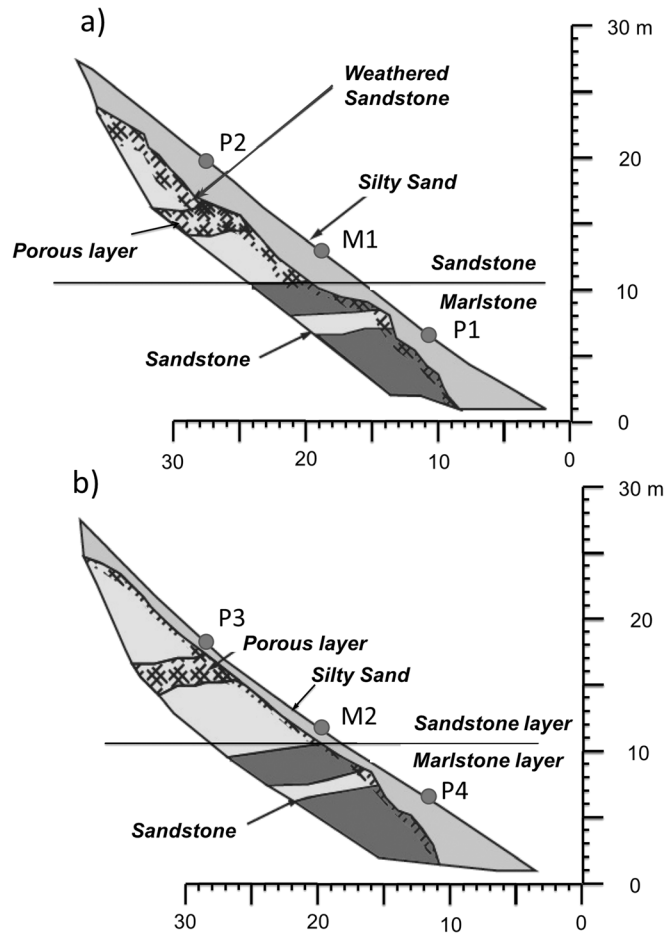 a)
30 m
Weathered
Sandstone
P2
20
Silty Sand
M1
Porous layer
Sandstone
10
Marlstone
P1
Sandstone
0
30
20
10
0
b)
30 m
P3
20
Porous layer
Silty Sand
M2
Sandstone layer
10
Marlstone layer
P4
Sandstone
0
30
20
10
0